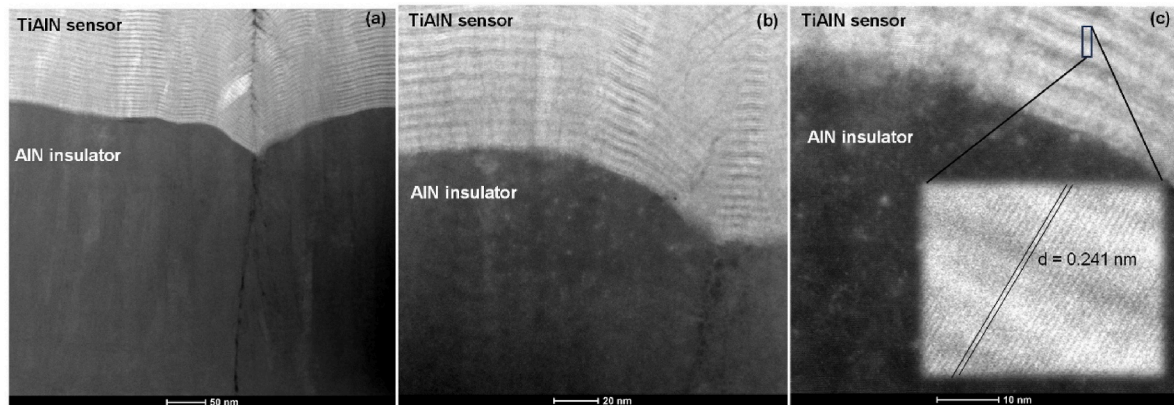 TiAlN sensor
(a)
AlN insulator
50 nm
TiAlN sensor
(b)
AlN insulator
20 nm
TiAlN sensor
(c)
AlN insulator
d = 0.241 nm
10 nm